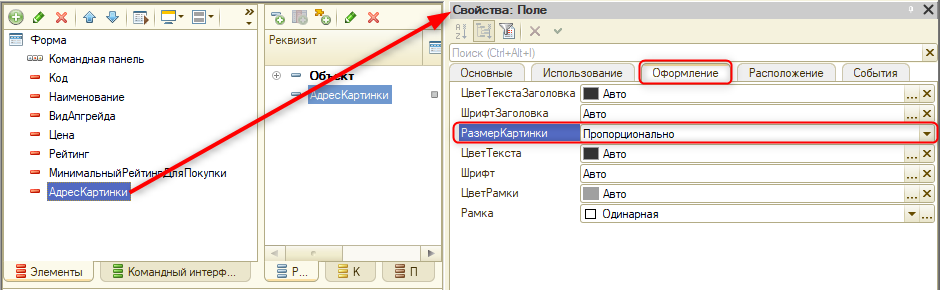 Форма
Командная панель
Код
Наименование
ВидАпгрейда
Цена
Рейтинг
МинимальныйРейтингДляПокупки
АдресКартинки
Элементы
Командный интерф...
Реквизит
Объект
АдресКартинки
Р...
К
П
Свойства: Поле
Поиск (Ctrl+Alt+I)
Основные
Использование
Оформление
Расположение
События
ЦветТекстаЗаголовка
Авто
ШрифтЗаголовка
Авто
РазмерКартинки
Пропорционально
ЦветТекста
Авто
Шрифт
Авто
ЦветРамки
Авто
Рамка
Одинарная